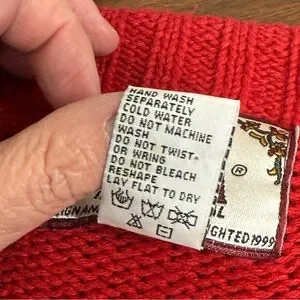 HAND WASH
SEPARATELY
COLD WATER
DO NOT MACHINE
WASH
DO NOT TWIST
OR WRING
DO NOT BLEACH
RESHAPE
LAY FLAT TO DRY
®
GHTED 1999